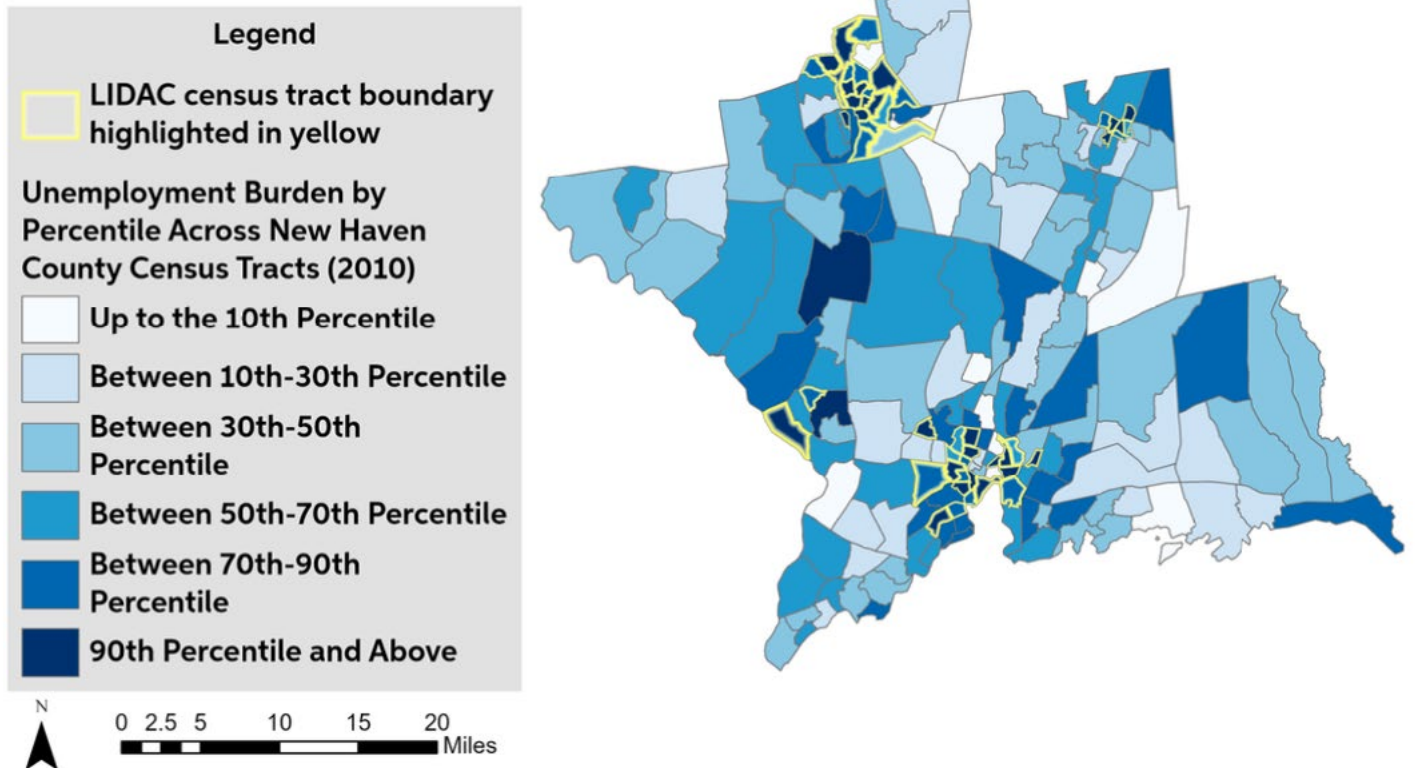 Legend
LIDAC census tract boundary
highlighted in yellow
Unemployment Burden by
Percentile Across New Haven
County Census Tracts (2010)
Up to the 10th Percentile
Between 10th-30th Percentile
Between 30th-50th
Percentile
Between 50th-70th Percentile
Between 70th-90th
Percentile
90th Percentile and Above
N
0 2.5 5 10 15 20
Miles